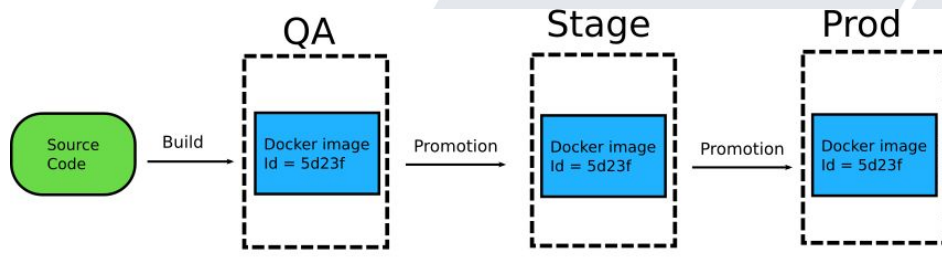 QA
Stage
Prod
Source
Code
Build
Docker image
Id = 5d23f
Promotion
Docker image
Id = 5d23f
Promotion
Docker image
Id = 5d23f